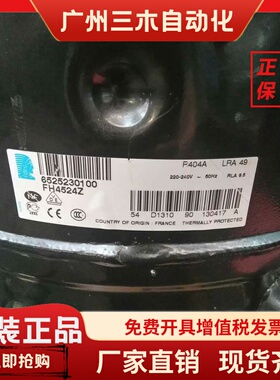 广州三木自动化
正
保
R404A LRA 49
6525230100
FH4524Z
220-240V ~ 50Hz RLA 8.5
54 D1310 90 130417 A
COUNTRY OF ORIGIN : FRANCE THERMALLY PROTECTED
装正品
免费开具增值税发票
即抢购
厂家直销 现货